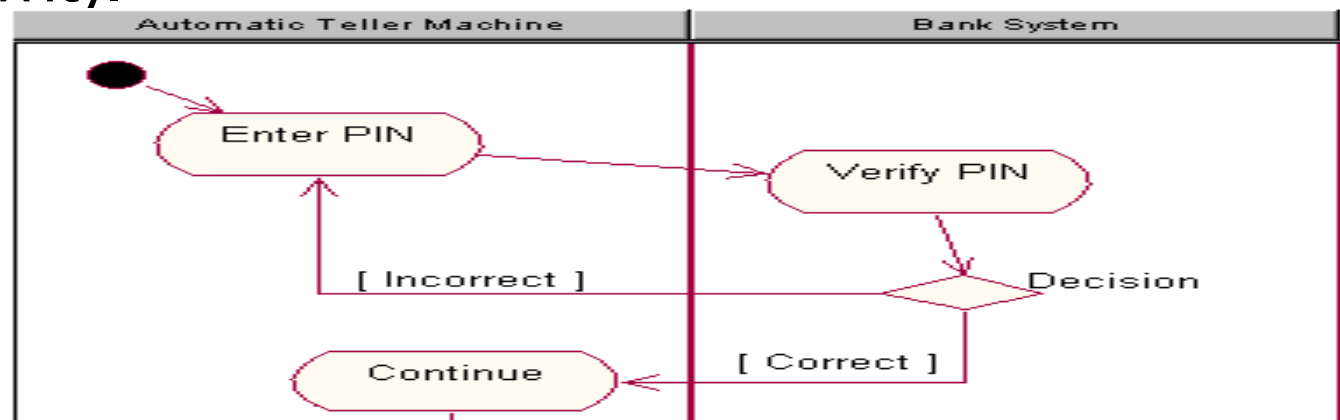 Automatic Teller Machine
Bank System
Enter PIN
Verify PIN
[ Incorrect ]
Decision
[ Correct ]
Continue